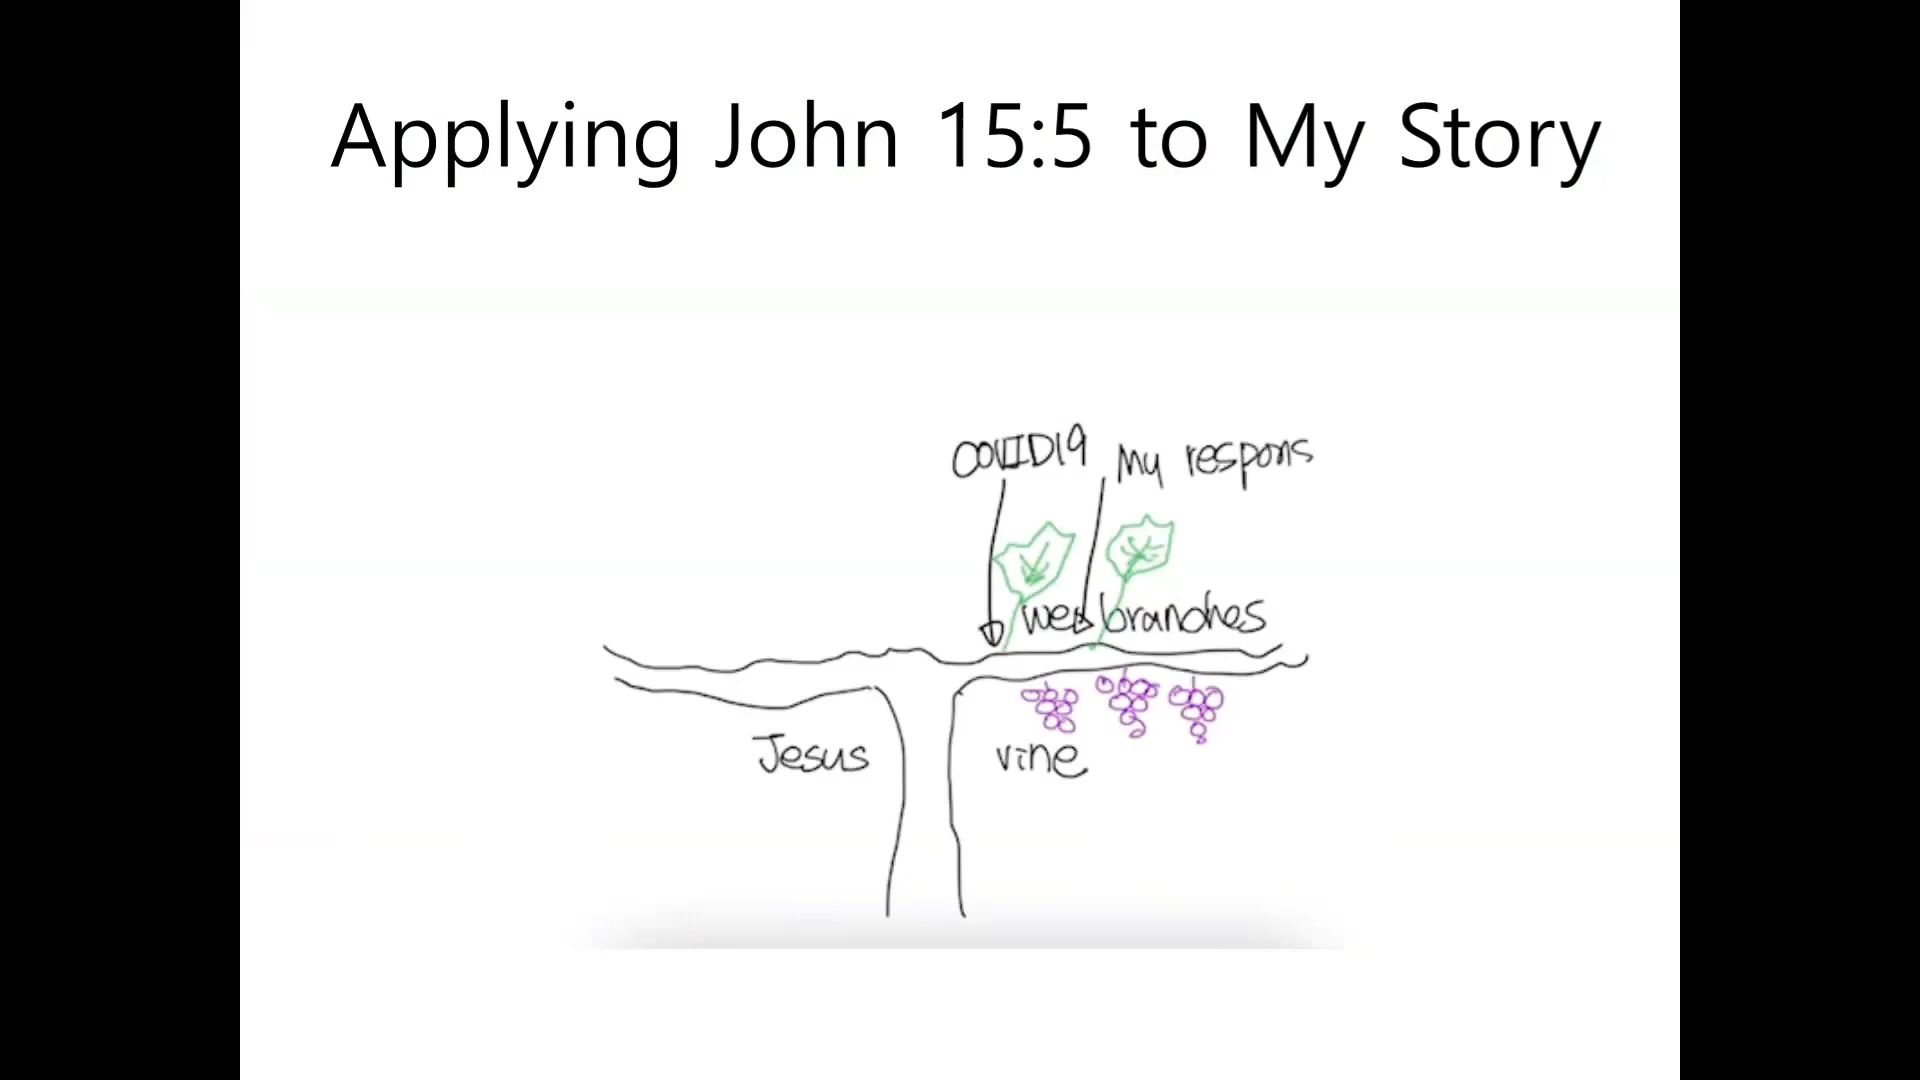 Applying John 15:5 to My Story
COVID19 My respons
we branches
Jesus vine